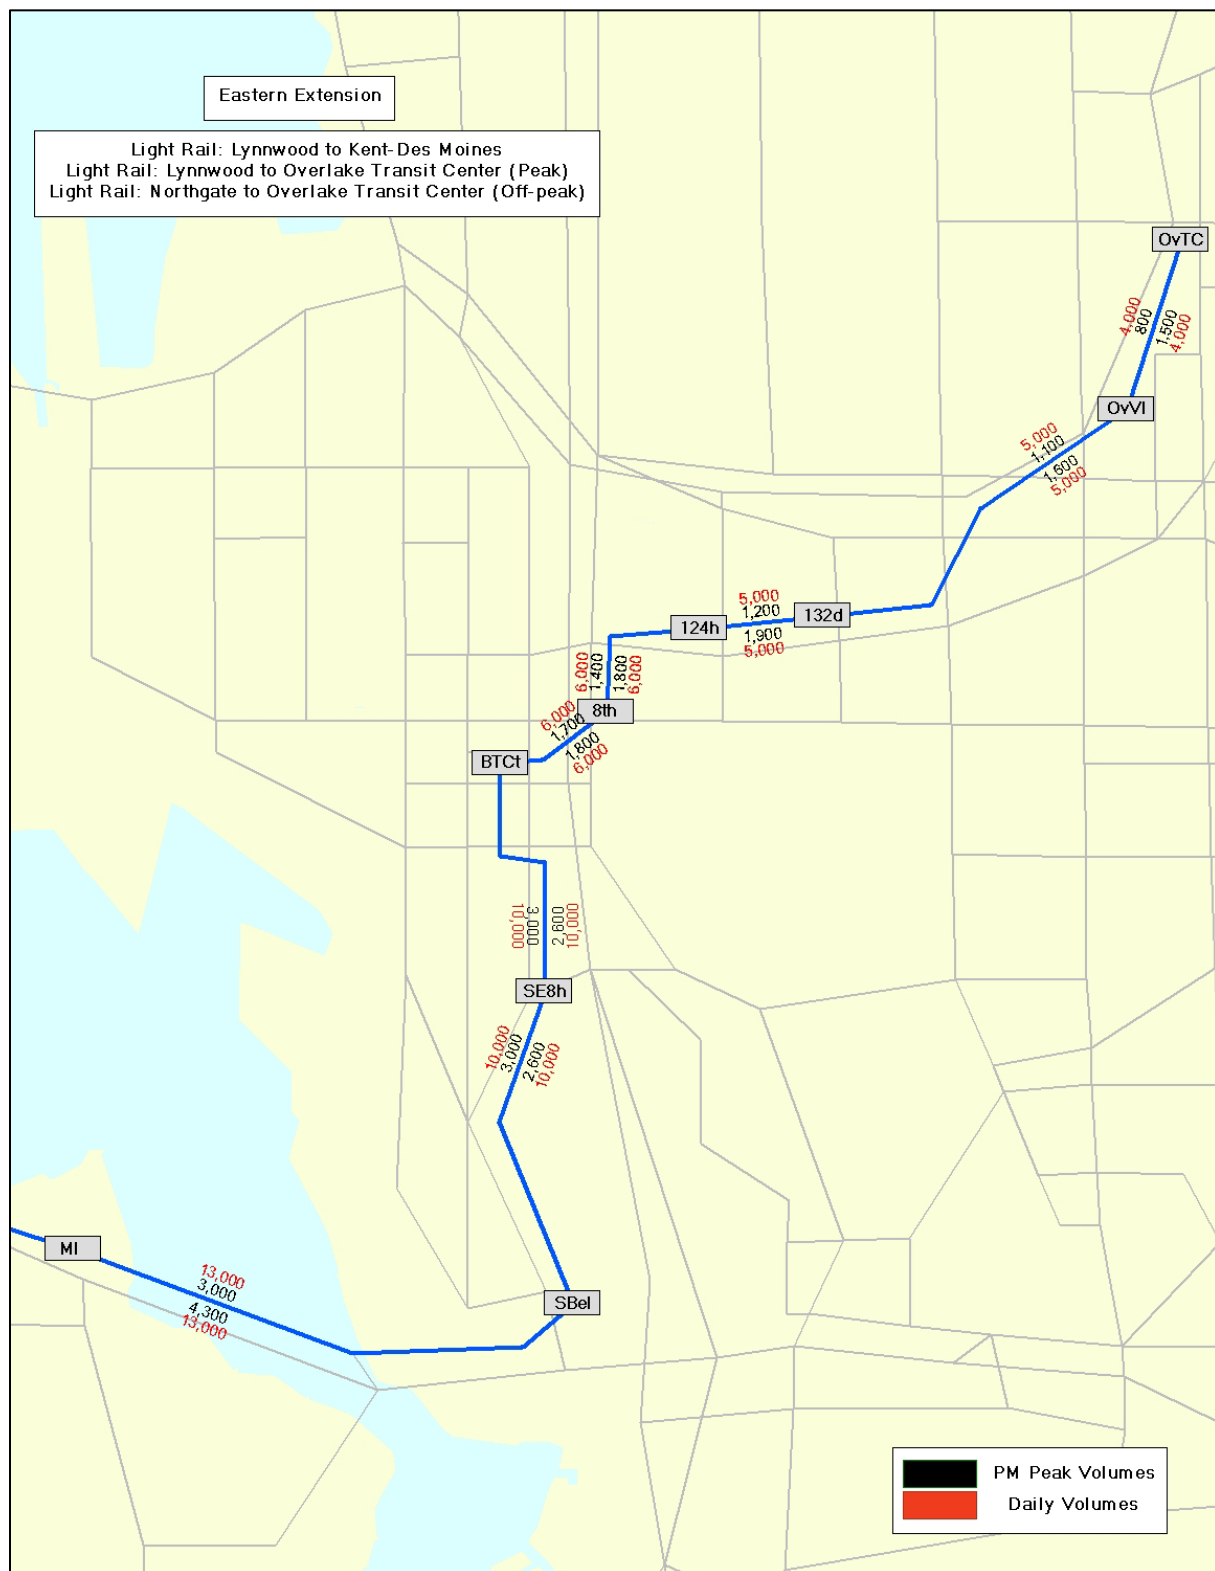 Eastern Extension
Light Rail: Lynnwood to Kent-Des Moines
Light Rail: Lynnwood to Overlake Transit Center (Peak)
Light Rail: Northgate to Overlake Transit Center (Off-peak)
OvTC
4,000
800
1,500
4,000
OvVl
5,000
1,100
1,600
5,000
5,000
1,200
132d
124h
1,900
5,000
6,000
1,400
1,800
6,000
8th
6,000
1,700
1,800
6,000
BTCt
10,000
3,000
2,600
10,000
SE8h
10,000
3,000
2,600
10,000
MI
13,000
3,000
4,300
13,000
SBel
PM Peak Volumes
Daily Volumes